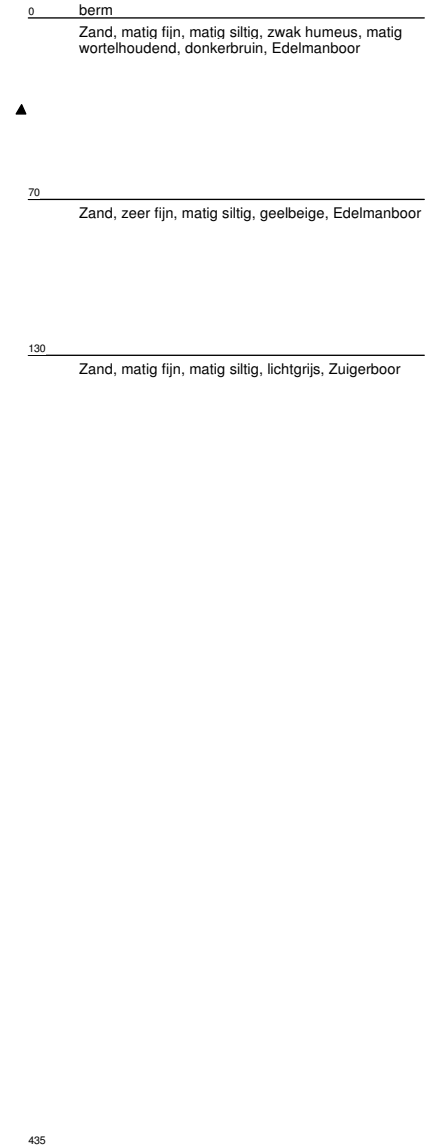 0 berm
Zand, matig fijn, matig siltig, zwak humeus, matig
wortelhoudend, donkerbruin, Edelmanboor
70
Zand, zeer fijn, matig siltig, geelbeige, Edelmanboor
130
Zand, matig fijn, matig siltig, lichtgrijs, Zuigerboor
435